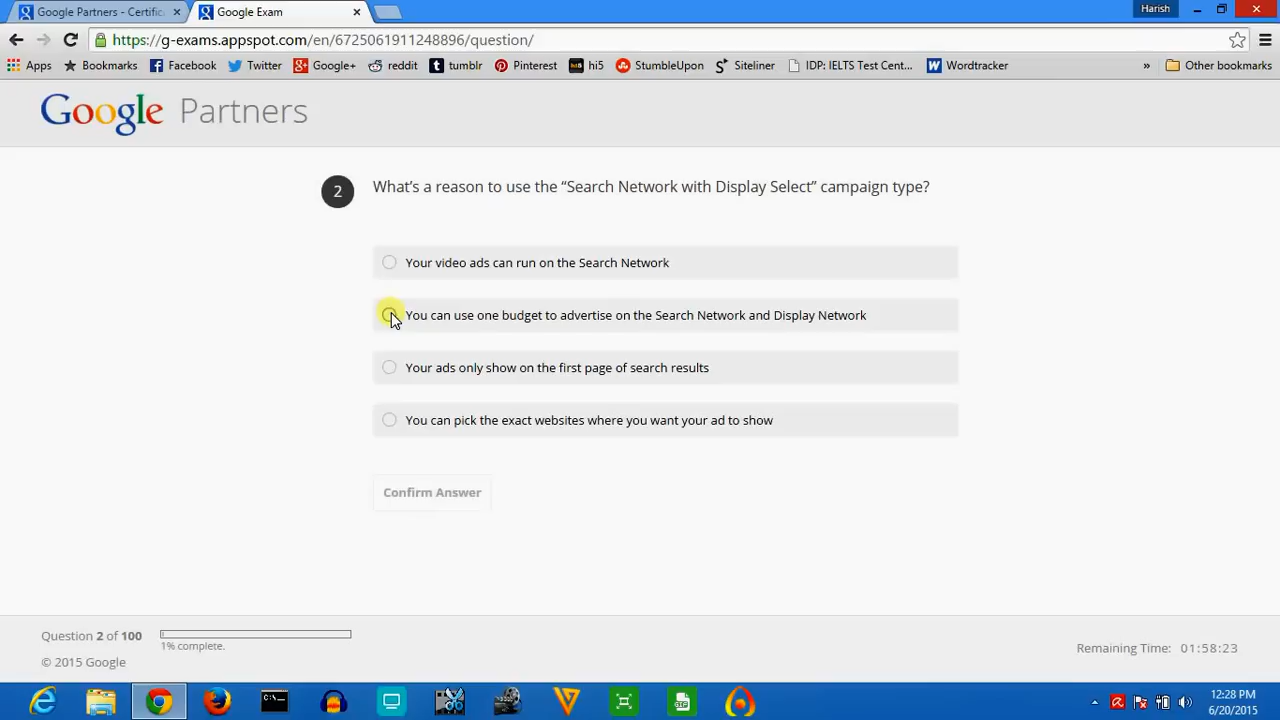 Google Partners - Certific
Google Exam
Harish
https://g-exams.appspot.com/en/6725061911248896/question/
Apps
Bookmarks
Facebook
Twitter
Google+
reddit
tumblr
Pinterest
hi5
StumbleUpon
Siteliner
IDP: IELTS Test Cent...
Wordtracker
»
Other bookmarks
Google Partners
2
What's a reason to use the “Search Network with Display Select” campaign type?
Your video ads can run on the Search Network
You can use one budget to advertise on the Search Network and Display Network
Your ads only show on the first page of search results
You can pick the exact websites where you want your ad to show
Confirm Answer
Question 2 of 100
1% complete.
© 2015 Google
Remaining Time: 01:58:23
12:28 PM
6/20/2015